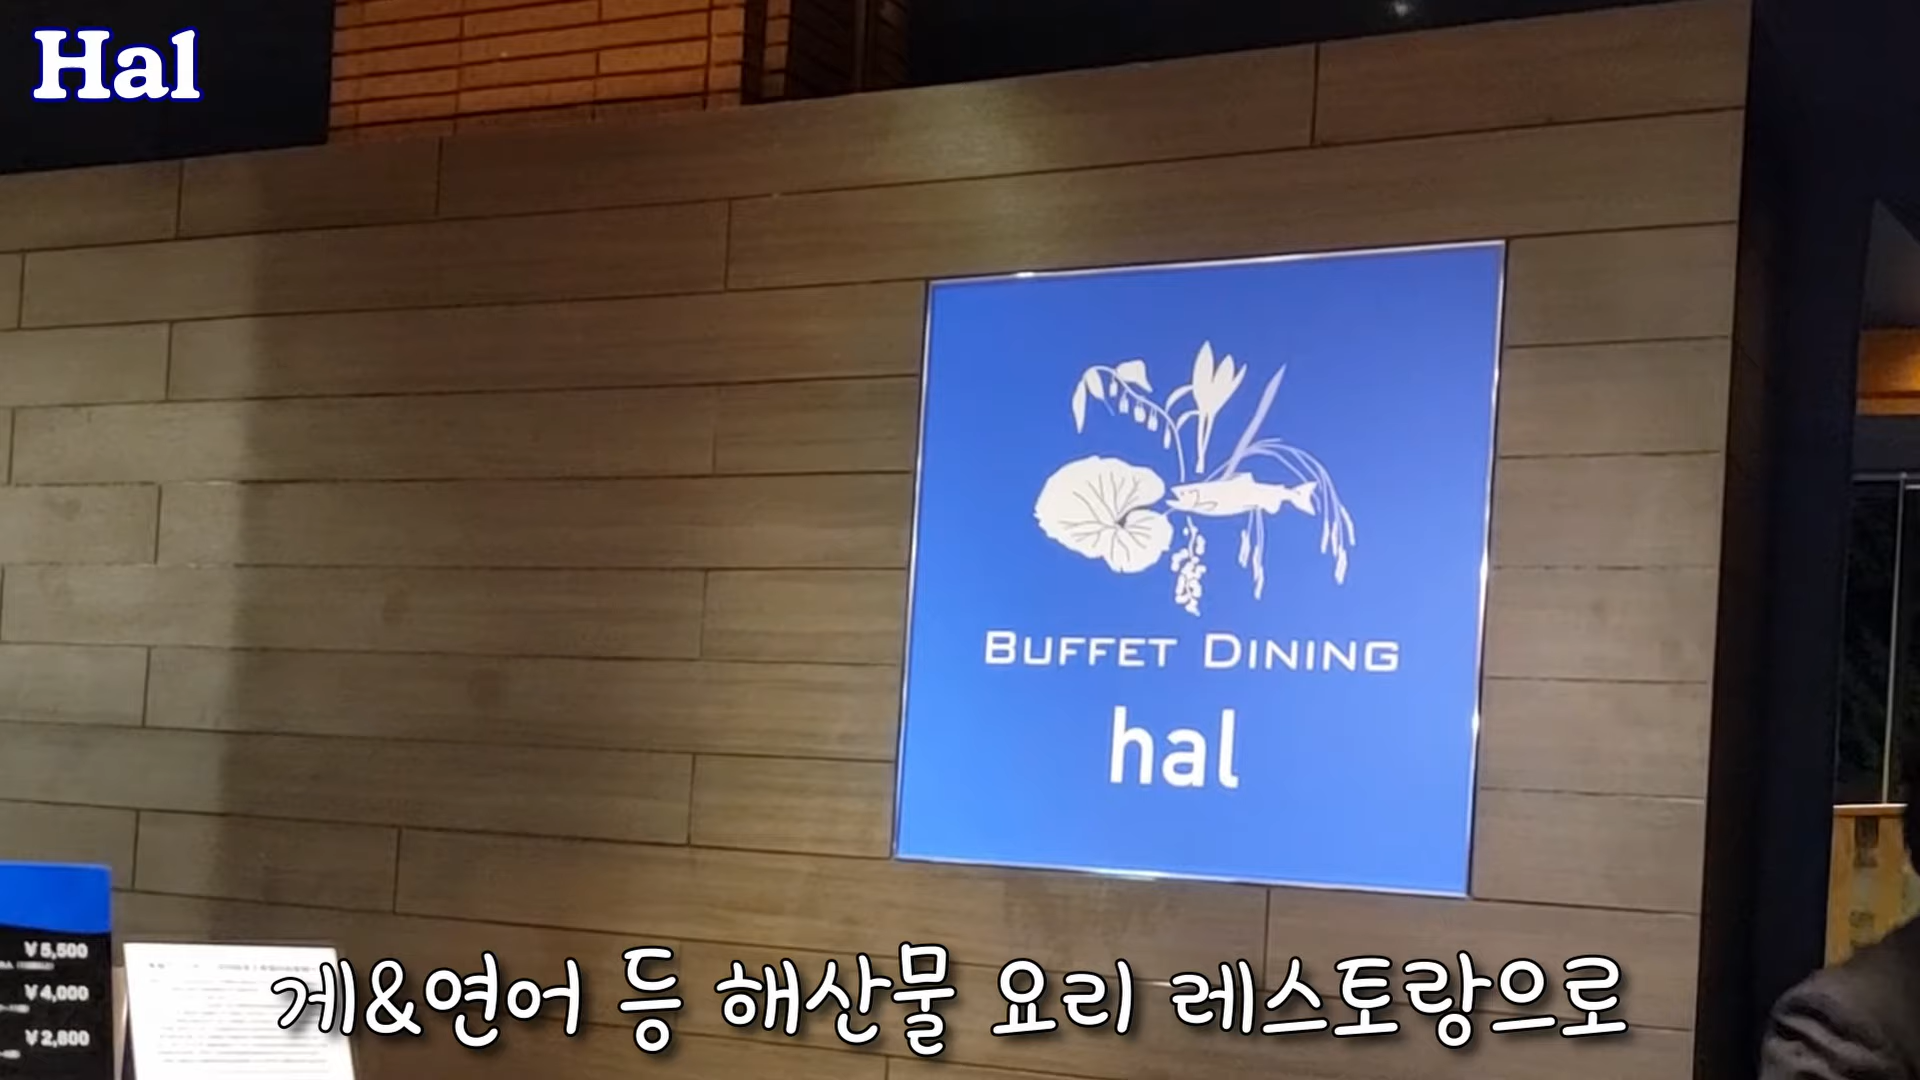 Hal
BUFFET DINING
hal
¥5,500
¥4,000
¥2,800
게&연어 등 해산물 요리 레스토랑으로